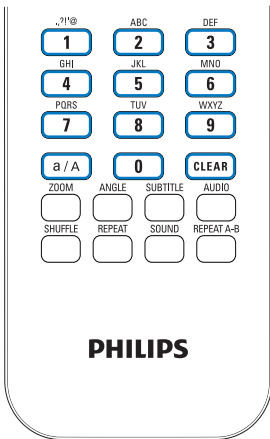 .,?!'@ ABC DEF
1 2 3
GHI JKL MNO
4 5 6
PQRS TUV WXYZ
7 8 9
a/A 0 CLEAR
ZOOM ANGLE SUBTITLE AUDIO
SHUFFLE REPEAT SOUND REPEAT A-B
PHILIPS